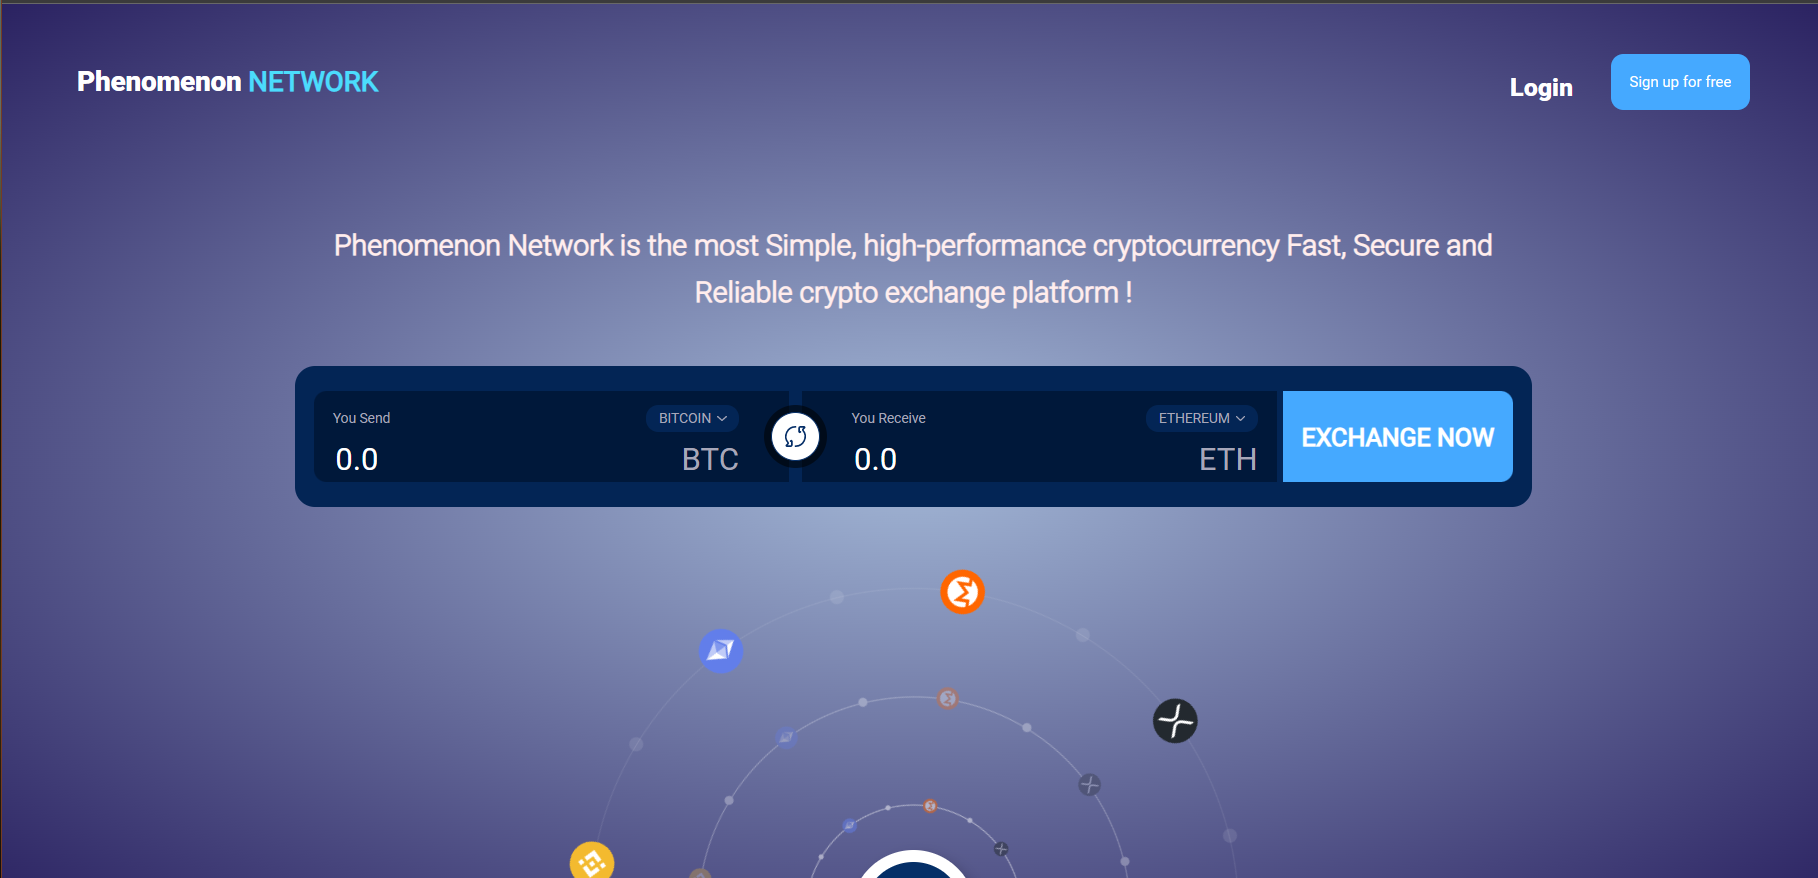 Phenomenon NETWORK
Login
Sign up for free
Phenomenon Network is the most Simple, high-performance cryptocurrency Fast, Secure and
Reliable crypto exchange platform !
You Send
BITCOIN
0.0
BTC
You Receive
ETHEREUM
0.0
ETH
EXCHANGE NOW